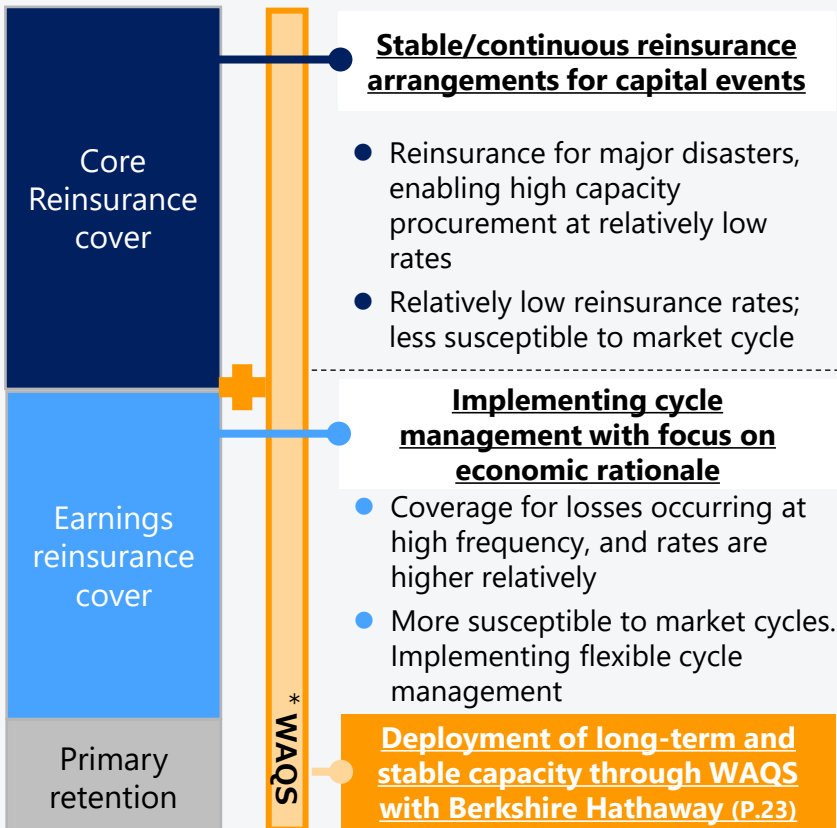 Core
Reinsurance
cover
Stable/continuous reinsurance
arrangements for capital events
Reinsurance for major disasters,
enabling high capacity
procurement at relatively low
rates
Relatively low reinsurance rates;
less susceptible to market cycle
Earnings
reinsurance
cover
Implementing cycle
management with focus on
economic rationale
Coverage for losses occurring at
high frequency, and rates are
higher relatively
More susceptible to market cycles.
Implementing flexible cycle
management
Primary
retention
* WAQS
Deployment of long-term and
stable capacity through WAQS
with Berkshire Hathaway (P.23)